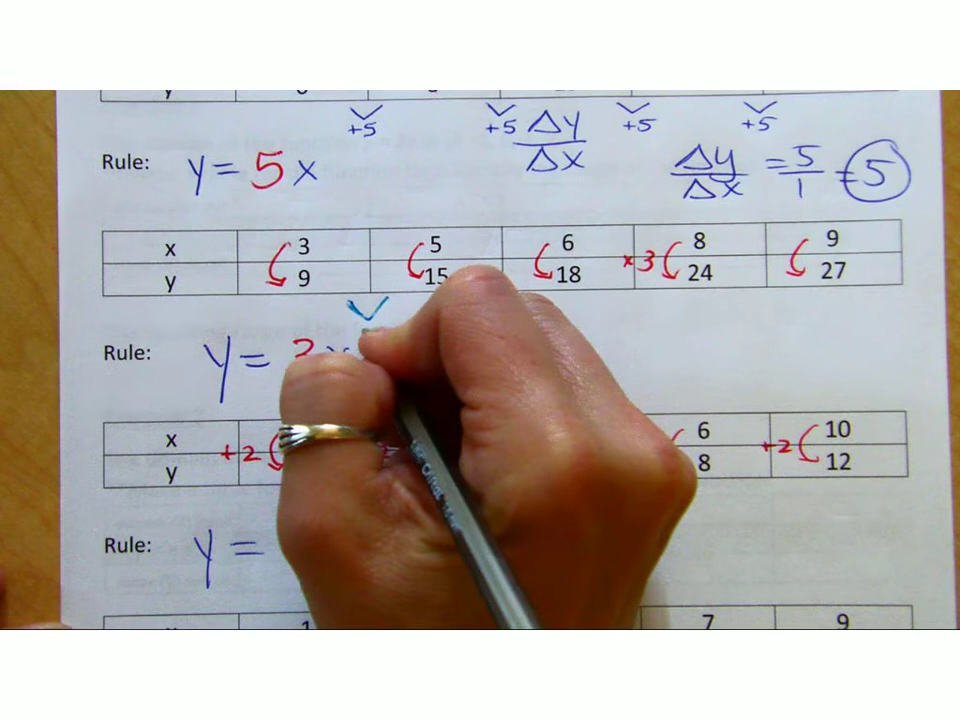 y
+5 +5 Δy +5 +5
Δx
Rule: y = 5x Δy/Δx = 5/1 = 5
x 3 5 6 8 9
y 9 15 18 ×3 24 27
Rule: y = 3x
x 6 10
y +2 8 +2 12
Rule: y =
7 9